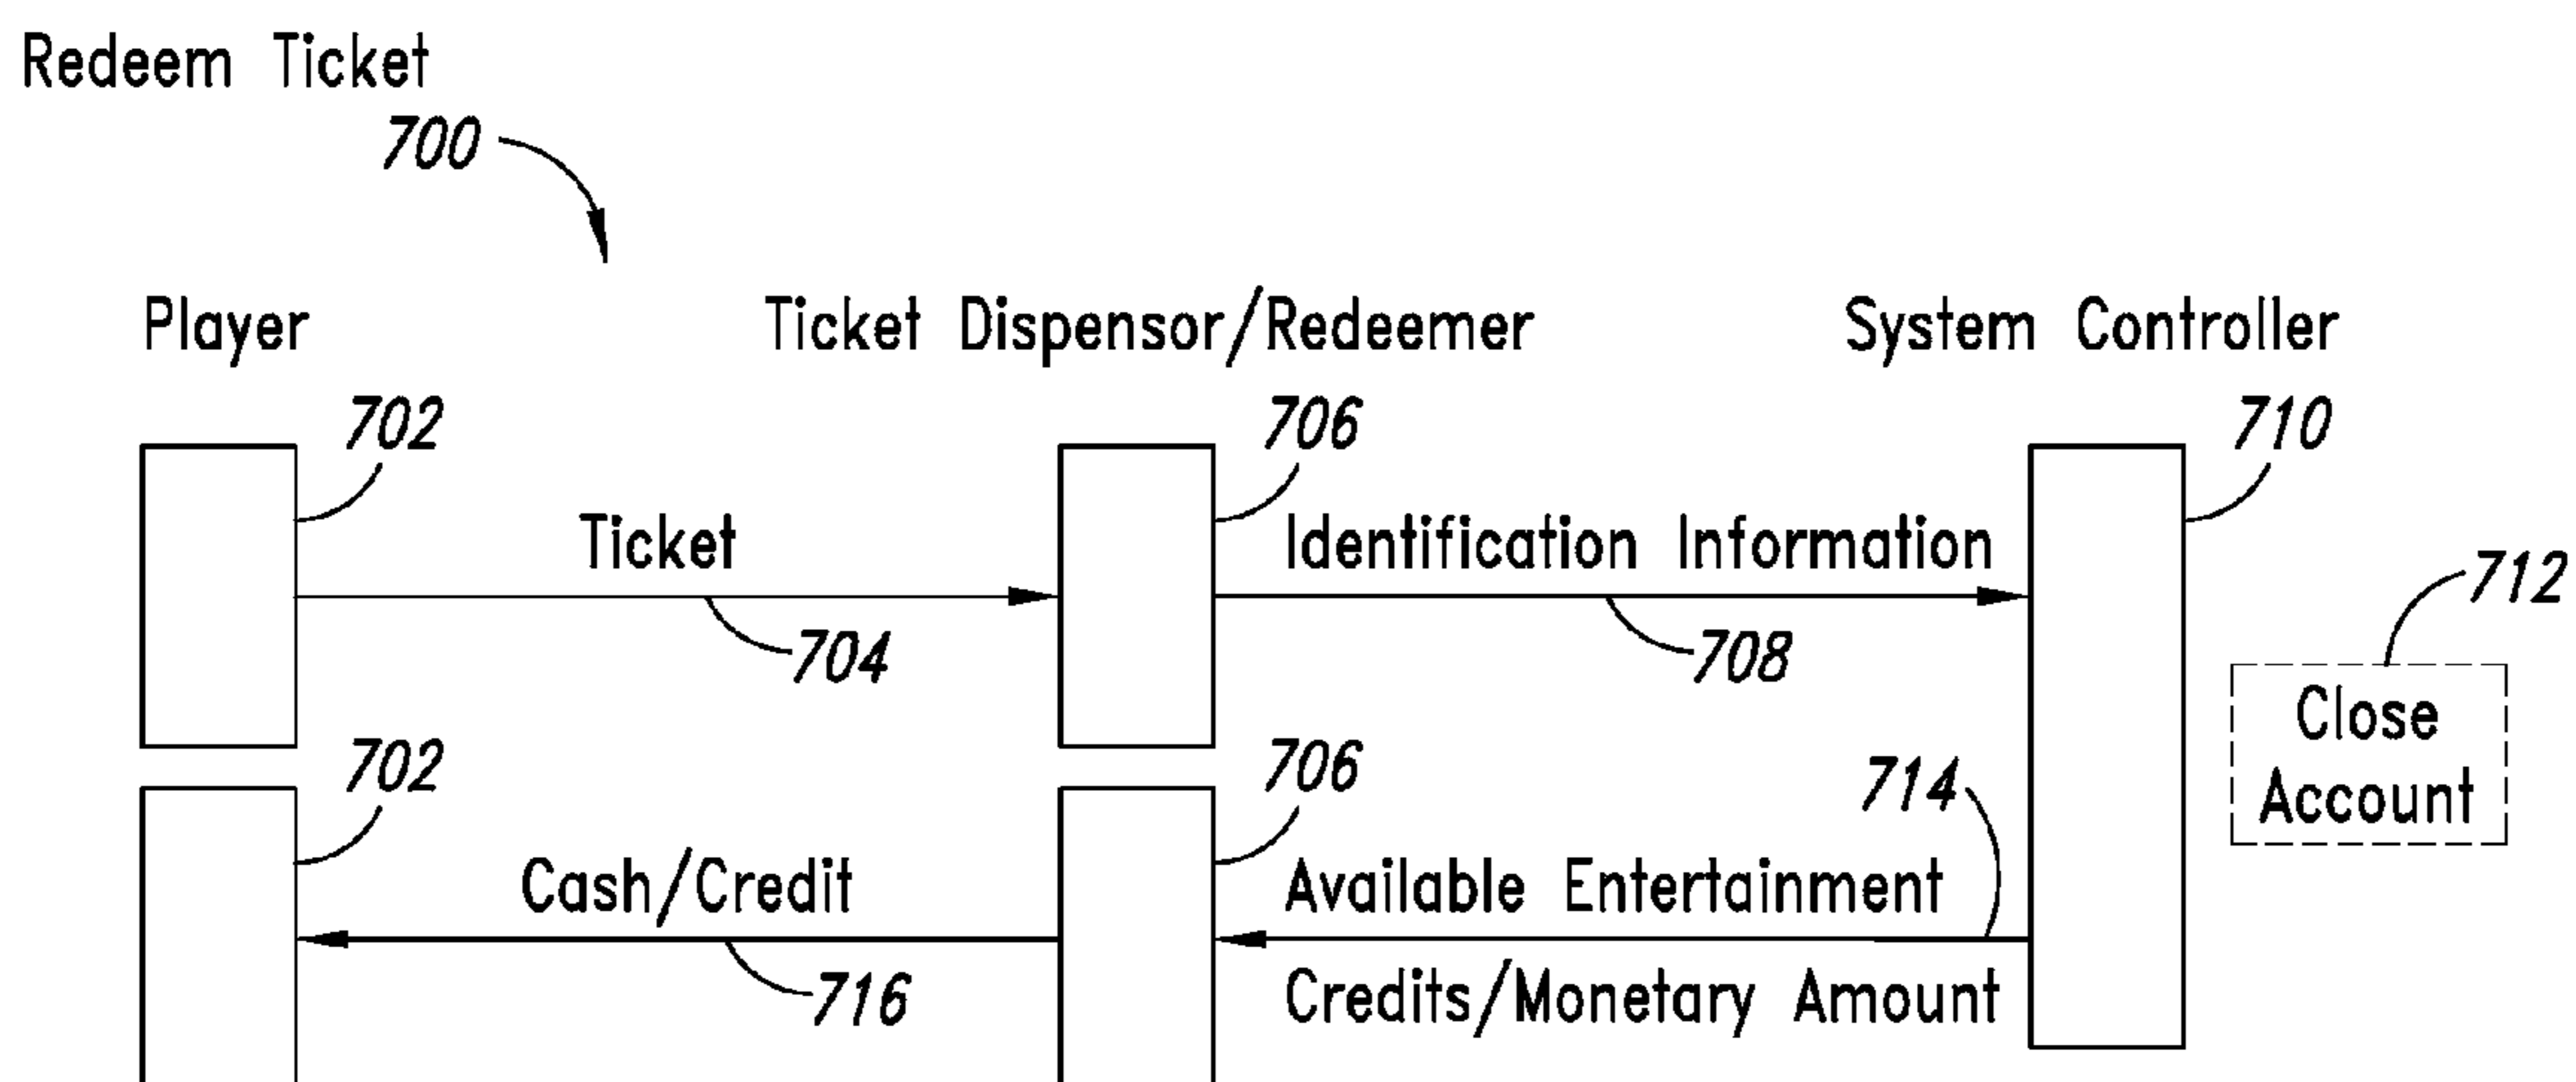 Redeem Ticket
700
Player
Ticket Dispensor/Redeemer
System Controller
702
706
710
Ticket
Identification Information
704
708
712
Close
Account
702
706
714
Cash/Credit
Available Entertainment
716
Credits/Monetary Amount